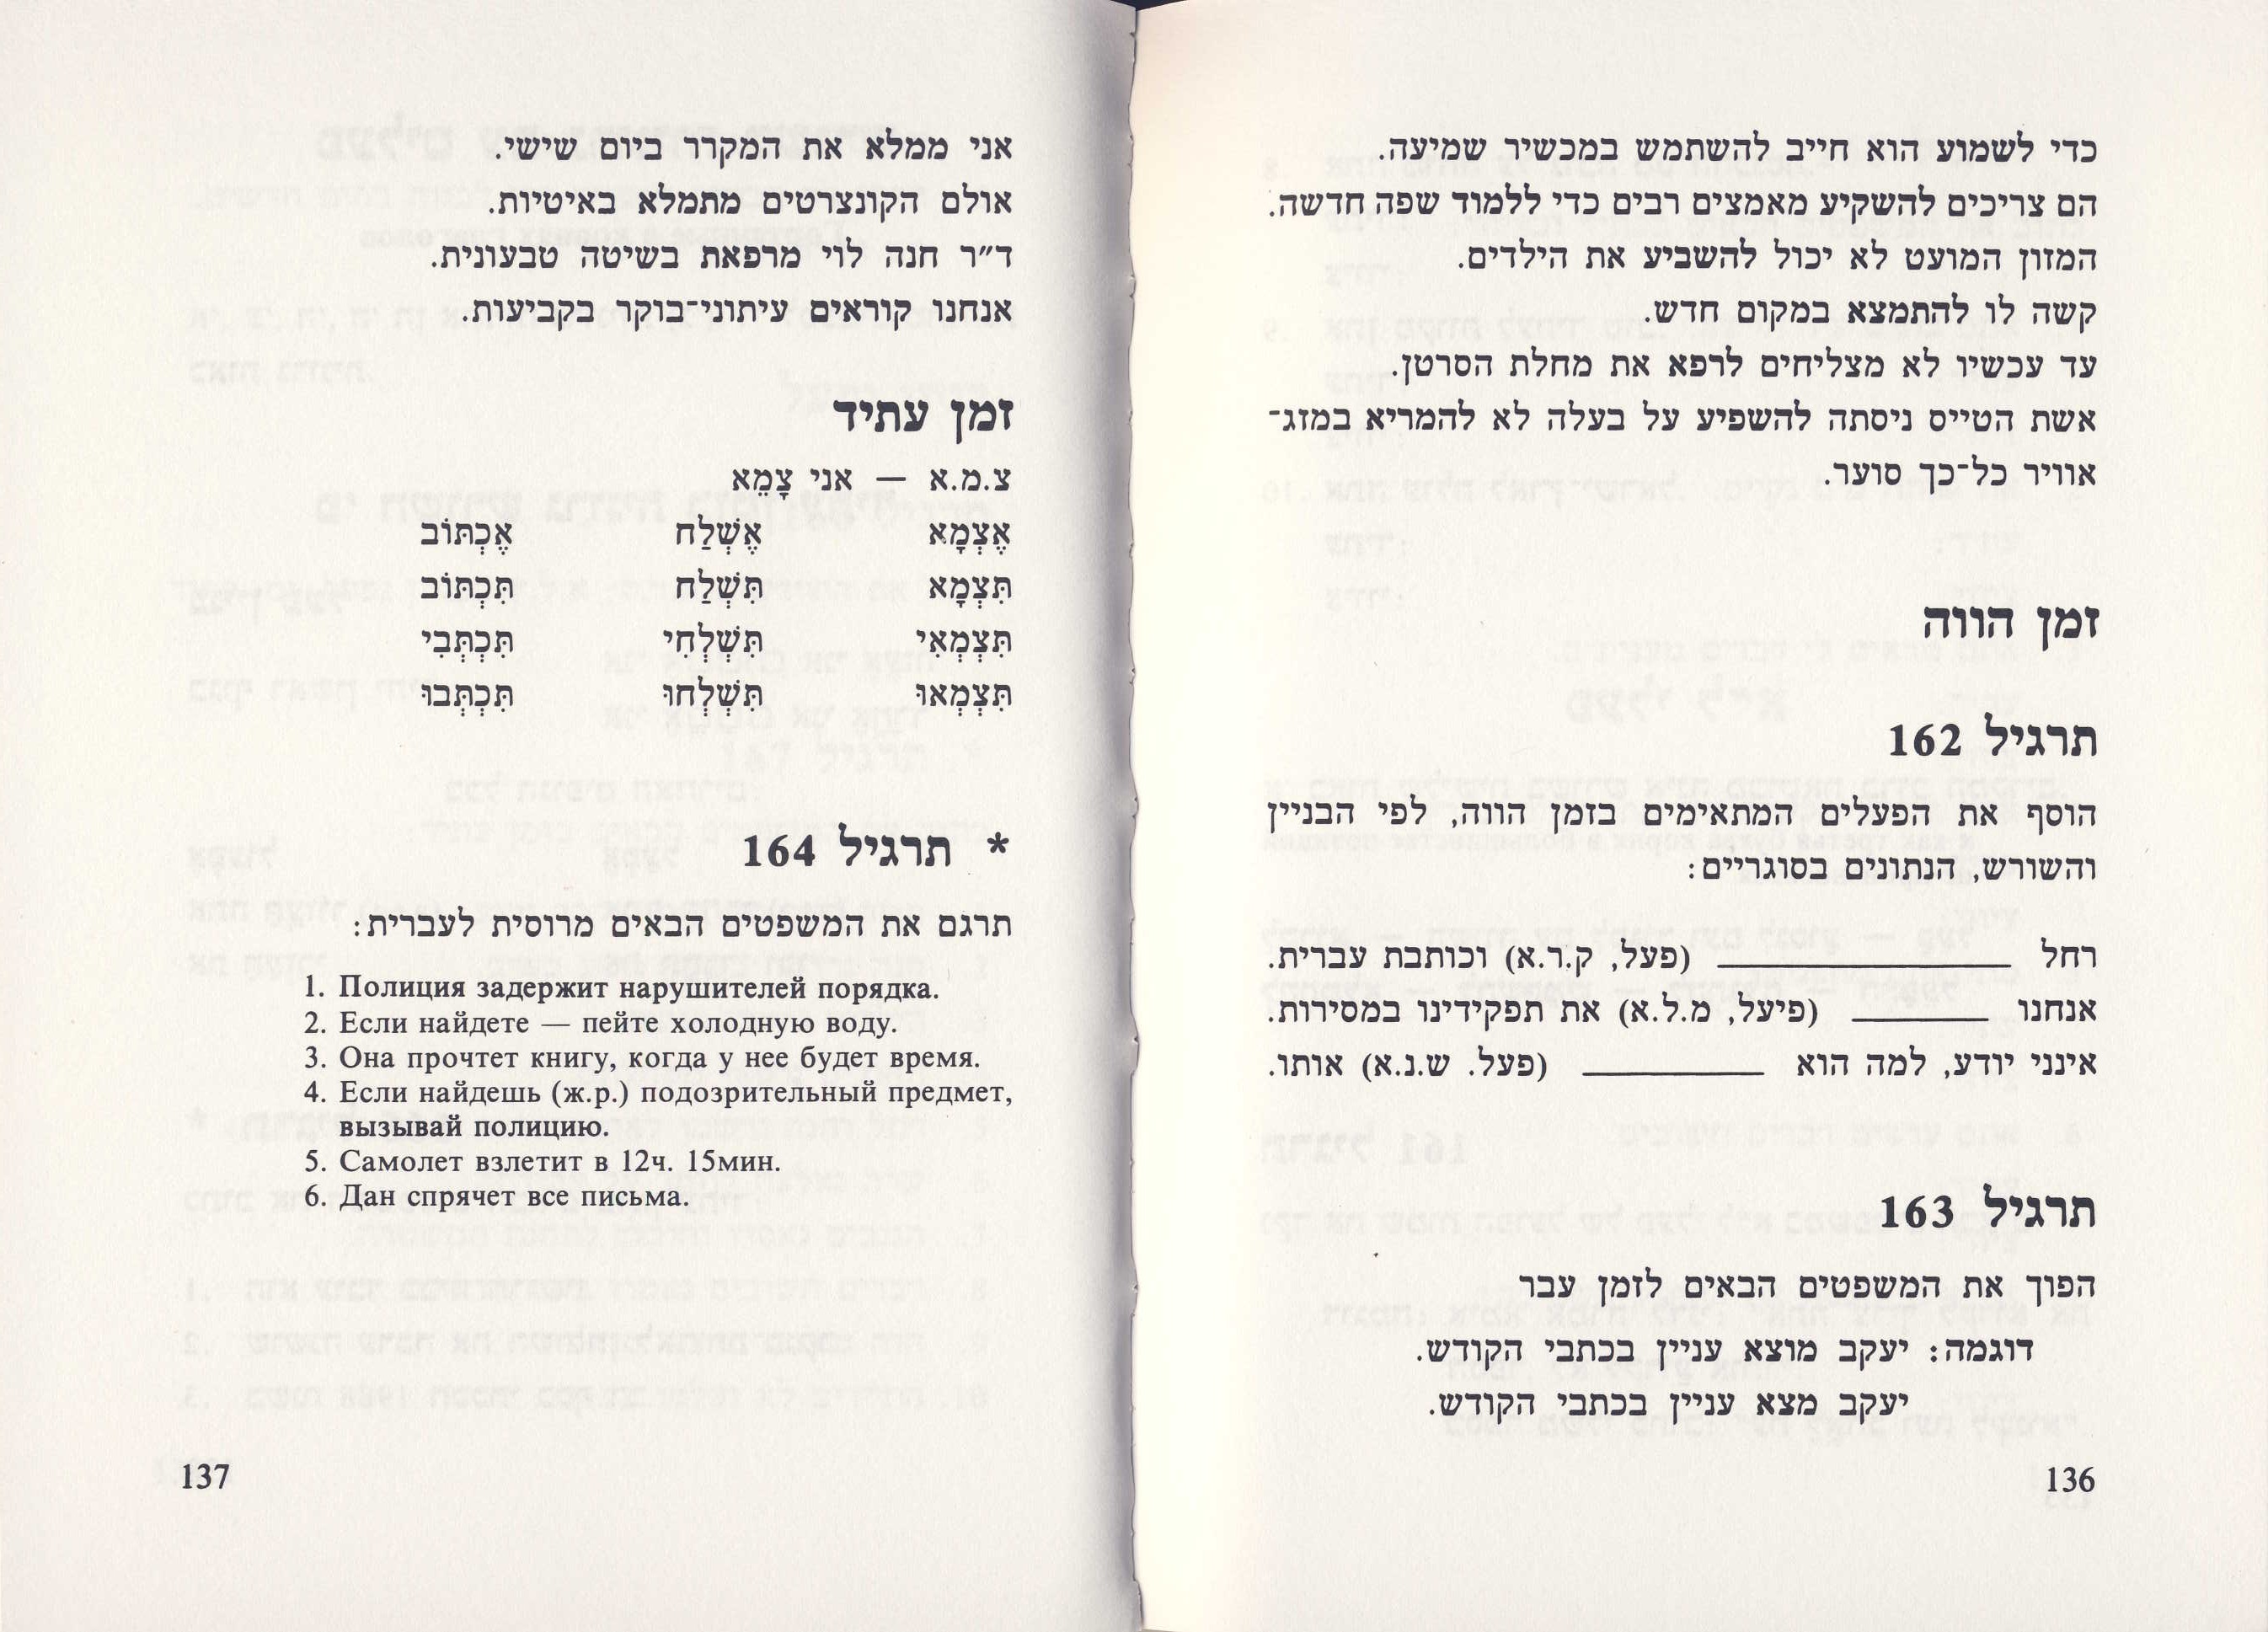 כדי לשמוע הוא חייב להשתמש במכשיר שמיעה.
הם צריכים להשקיע מאמצים רבים כדי ללמוד שפה חדשה.
המזון המועט לא יכול להשביע את הילדים.
קשה לו להתמצא במקום חדש.
עד עכשיו לא מצליחים לרפא את מחלת הסרטן.
אשת הטייס ניסתה להשפיע על בעלה לא להמריא במזג-
אוויר כל-כך סוער.
זמן הווה
תרגיל 162
הוסף את הפעלים המתאימים בזמן הווה, לפי הבניין
והשורש, הנתונים בסוגריים:
רחל ________ (פעל, ק.ר.א) וכותבת עברית.
אנחנו ________ (פיעל, מ.ל.א) את תפקידינו במסירות.
אינני יודע, למה הוא ________ (פעל. ש.נ.א) אותו.
תרגיל 163
הפוך את המשפטים הבאים לזמן עבר
דוגמה: יעקב מוצא עניין בכתבי הקודש.
יעקב מצא עניין בכתבי הקודש.
136
אני ממלא את המקרר ביום שישי.
אולם הקונצרטים מתמלא באיטיות.
ד״ר חנה לוי מרפאת בשיטה טבעונית.
אנחנו קוראים עיתוני-בוקר בקביעות.
זמן עתיד
צ.מ.א — אני צָמֵא
אֶצְמָא אֶשְׁלַח אֶכְתּוֹב
תִּצְמָא תִּשְׁלַח תִּכְתּוֹב
תִּצְמְאִי תִּשְׁלְחִי תִּכְתְּבִי
תִּצְמְאוּ תִּשְׁלְחוּ תִּכְתְּבוּ
* תרגיל 164
תרגם את המשפטים הבאים מרוסית לעברית:
1. Полиция задержит нарушителей порядка.
2. Если найдете — пейте холодную воду.
3. Она прочтет книгу, когда у нее будет время.
4. Если найдешь (ж.р.) подозрительный предмет,
вызывай полицию.
5. Самолет взлетит в 12ч. 15мин.
6. Дан спрячет все письма.
137